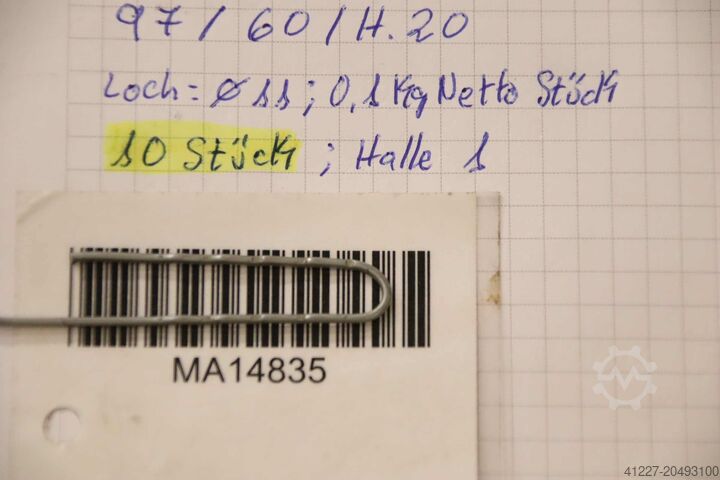 97/60/H.20
Loch = ø 11; 0,1 Kg Netto Stück
10 Stück; Halle 1
MA14835
41227-20493100